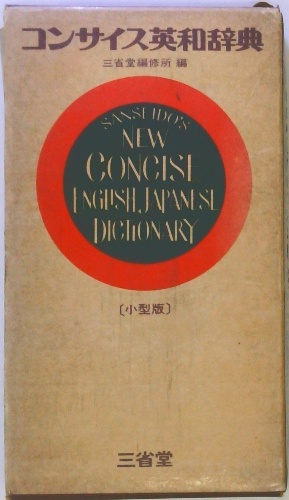 コンサイス英和辞典
三省堂編修所 編
SANSEIDO'S
NEW
CONCISE
ENGLISH, JAPANESE
DICTIONARY
〔小型版〕
三省堂